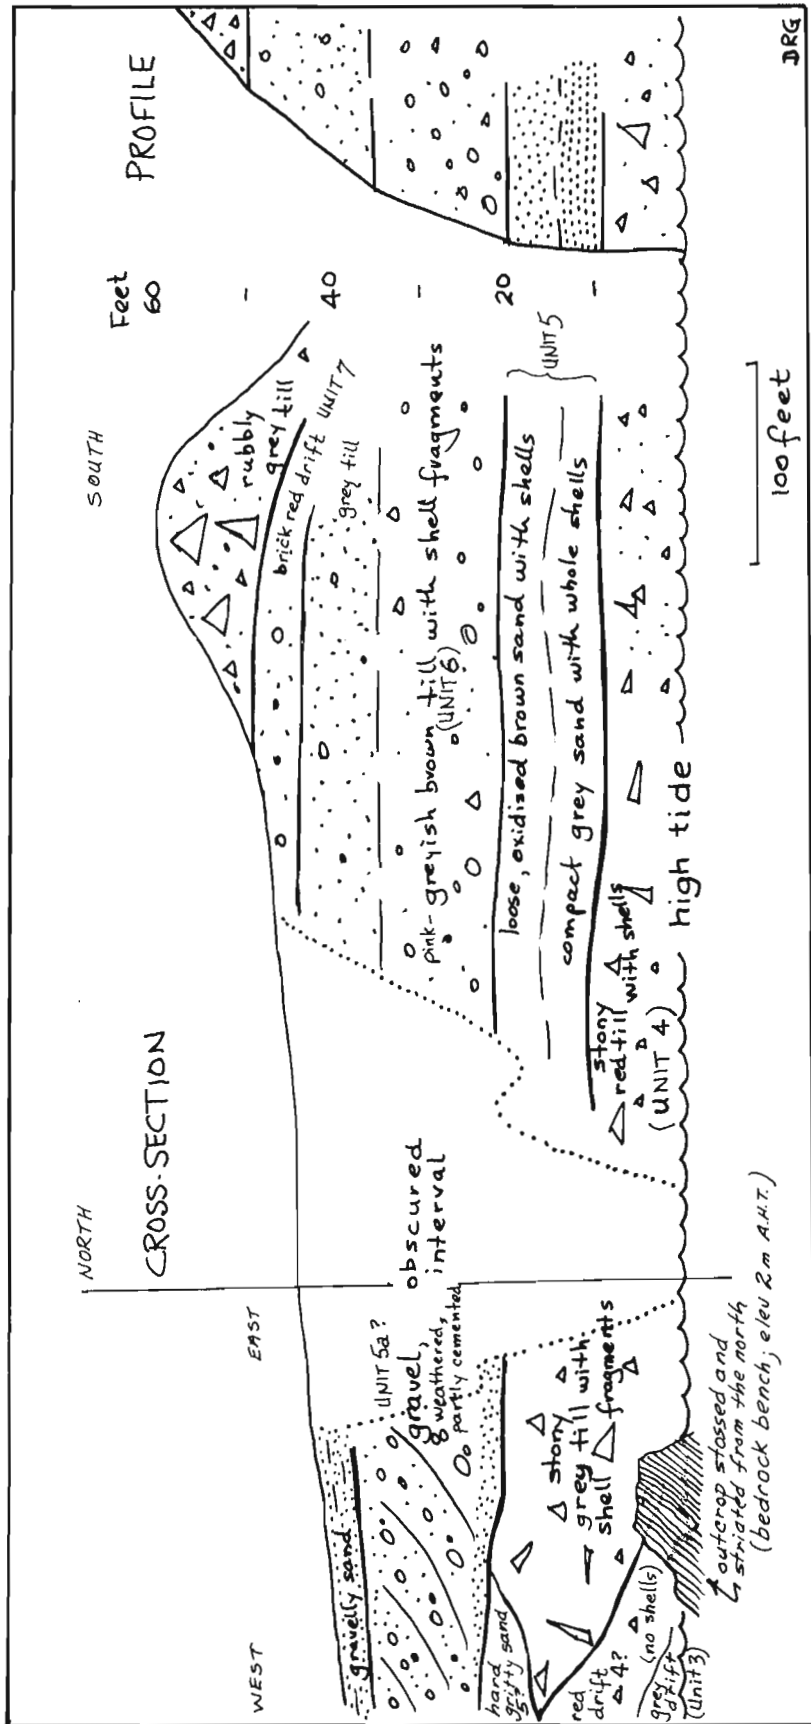 WEST
EAST
NORTH
SOUTH
CROSS-SECTION
PROFILE
Feet
60
–
40
–
20
–
gravelly sand
UNIT 5a?
gravel,
weathered,
partly cemented
hard
gritty sand
5?
stony
grey till with
shell fragments
red
drift
4?
grey
drift
(no shells)
(Unit 3)
outcrop stossed and
striated from the north
(bedrock bench; elev 2m A.H.T.)
obscured
interval
rubbly
grey till
brick red drift UNIT 7
grey till
pink-greyish brown till with shell fragments
(UNIT 6)
loose, oxidised brown sand with shells
UNIT 5
compact grey sand with whole shells
stony
red till with shells
(UNIT 4)
high tide
100 feet
DRG